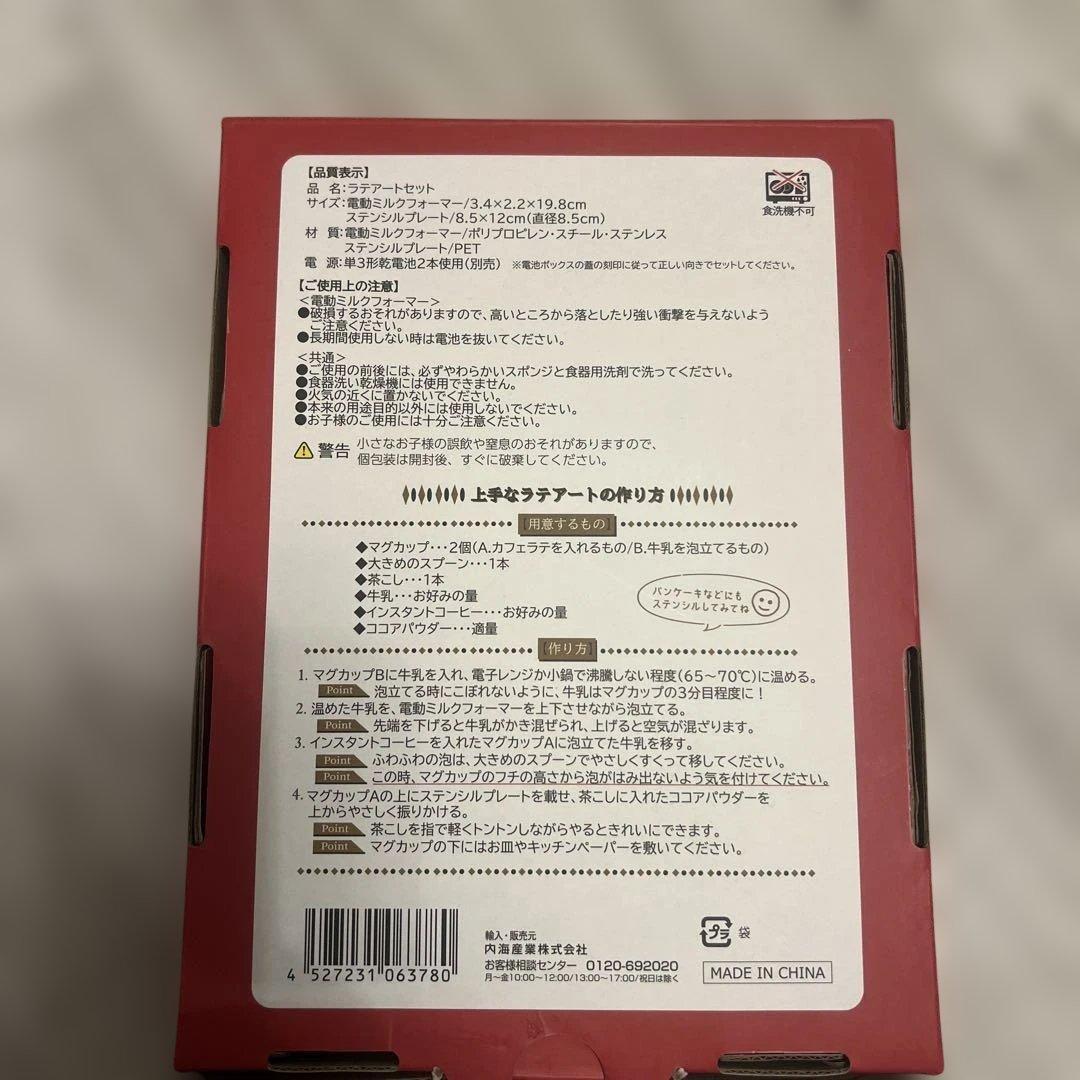 【品質表示】
品 名:ラテアートセット
サイズ:電動ミルクフォーマー/3.4×2.2×19.8cm
ステンシルプレート/8.5×12cm(直径8.5cm)
材 質:電動ミルクフォーマー/ポリプロピレン・スチール・ステンレス
ステンシルプレート/PET
電 源:単3形乾電池2本使用(別売) ※電池ボックスの蓋の刻印に従って正しい向きでセットしてください。
食洗機不可
【ご使用上の注意】
<電動ミルクフォーマー>
●破損するおそれがありますので、高いところから落としたり強い衝撃を与えないよう
ご注意ください。
●長期間使用しない時は電池を抜いてください。
<共通>
●ご使用の前後には、必ずやわらかいスポンジと食器用洗剤で洗ってください。
●食器洗い乾燥機には使用できません。
●火気の近くに置かないでください。
●本来の用途目的以外には使用しないでください。
●お子様のご使用には十分ご注意ください。
警告 小さなお子様の誤飲や窒息のおそれがありますので、
個包装は開封後、すぐに破棄してください。
上手なラテアートの作り方
用意するもの
◆マグカップ・・・2個(A.カフェラテを入れるもの/B.牛乳を泡立てるもの)
◆大きめのスプーン・・・1本
◆茶こし・・・1本
◆牛乳・・・お好みの量
◆インスタントコーヒー・・・お好みの量
◆ココアパウダー・・・適量
パンケーキなどにも
ステンシルしてみてね
作り方
1. マグカップBに牛乳を入れ、電子レンジか小鍋で沸騰しない程度(65～70℃)に温める。
Point 泡立てる時にこぼれないように、牛乳はマグカップの3分目程度に!
2. 温めた牛乳を、電動ミルクフォーマーを上下させながら泡立てる。
Point 先端を下げると牛乳がかき混ぜられ、上げると空気が混ざります。
3. インスタントコーヒーを入れたマグカップAに泡立てた牛乳を移す。
Point ふわふわの泡は、大きめのスプーンでやさしくすくって移してください。
Point この時、マグカップのフチの高さから泡がはみ出ないよう気を付けてください。
4. マグカップAの上にステンシルプレートを載せ、茶こしに入れたココアパウダーを
上からやさしく振りかける。
Point 茶こしを指で軽くトントンしながらやるときれいにできます。
Point マグカップの下にはお皿やキッチンペーパーを敷いてください。
4 527231 063780
輸入・販売元
内海産業株式会社
お客様相談センター 0120-692020
月～金10:00～12:00/13:00～17:00/祝日は除く
プラ 袋
MADE IN CHINA